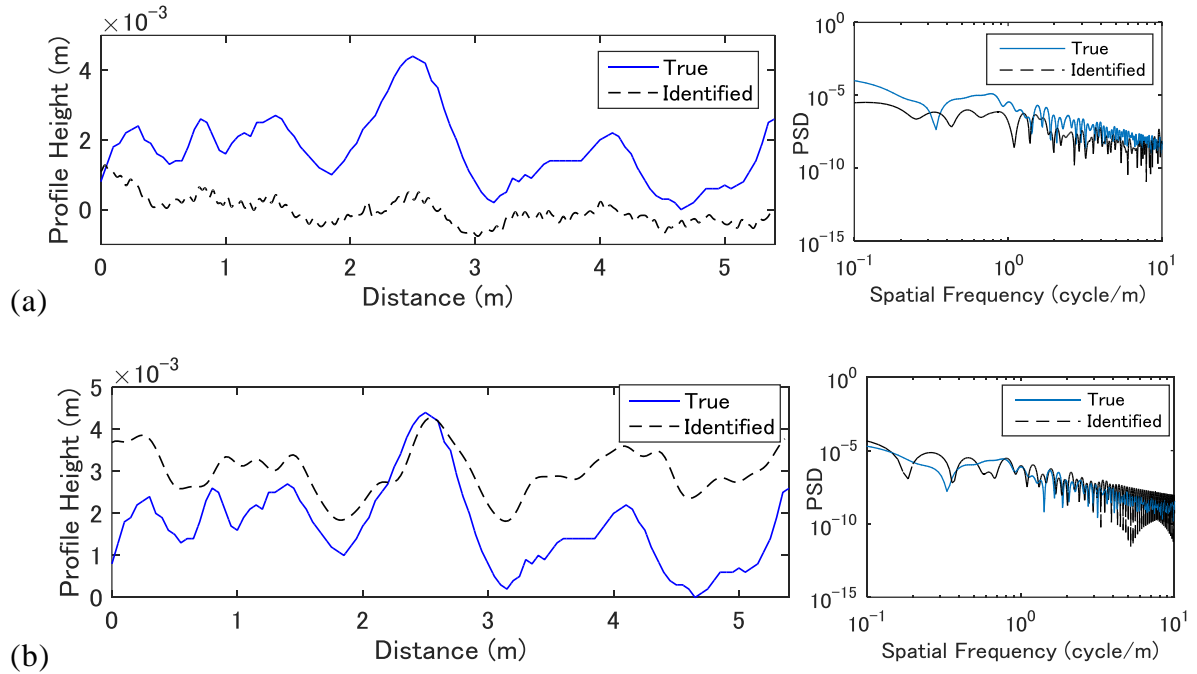 ×10⁻³
Profile Height (m)
4
2
0
True
Identified
0 1 2 3 4 5
Distance (m)
(a)
PSD
10⁰
10⁻⁵
10⁻¹⁰
10⁻¹⁵
True
Identified
10⁻¹ 10⁰ 10¹
Spatial Frequency (cycle/m)
×10⁻³
Profile Height (m)
5
4
3
2
1
0
True
Identified
0 1 2 3 4 5
Distance (m)
(b)
PSD
10⁰
10⁻⁵
10⁻¹⁰
10⁻¹⁵
True
Identified
10⁻¹ 10⁰ 10¹
Spatial Frequency (cycle/m)